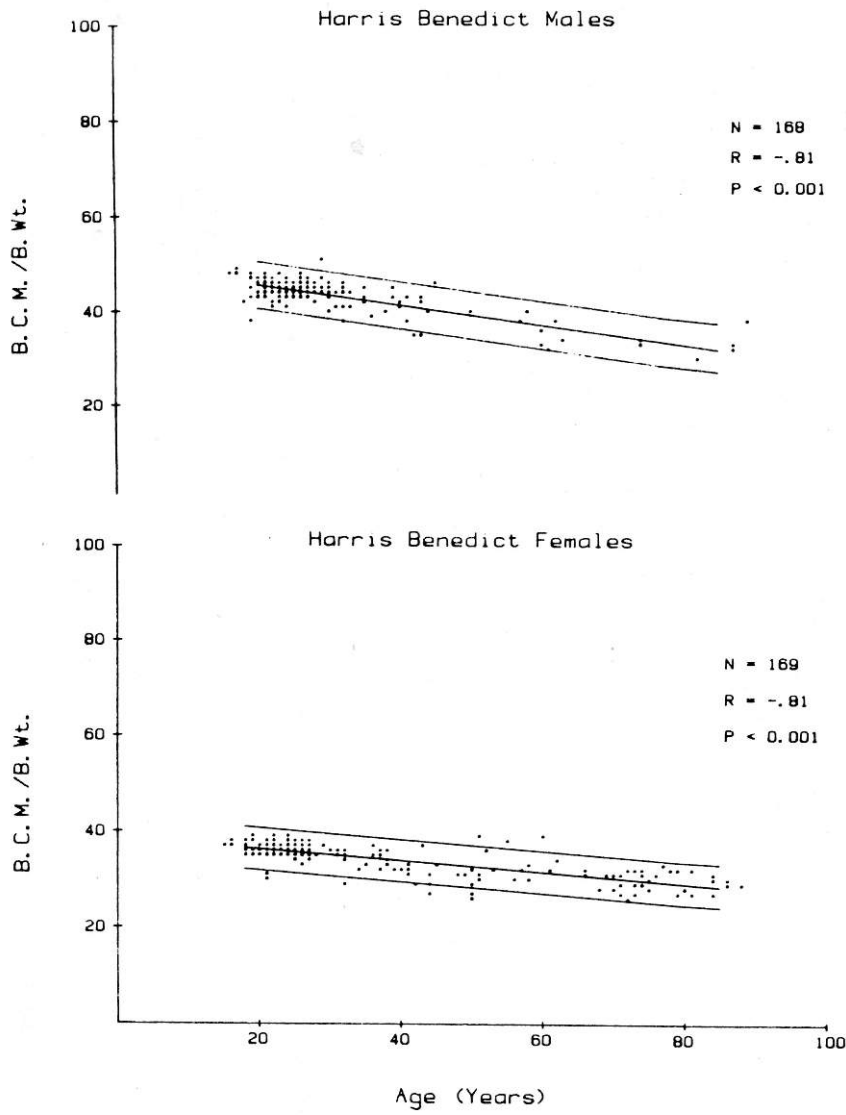 Harris Benedict Males
100
80
60
40
20
B. C. M. /B. Wt.
N = 168
R = -.81
P < 0.001
Harris Benedict Females
100
80
60
40
20
B. C. M. /B. Wt.
N = 169
R = -.81
P < 0.001
20 40 60 80 100
Age (Years)